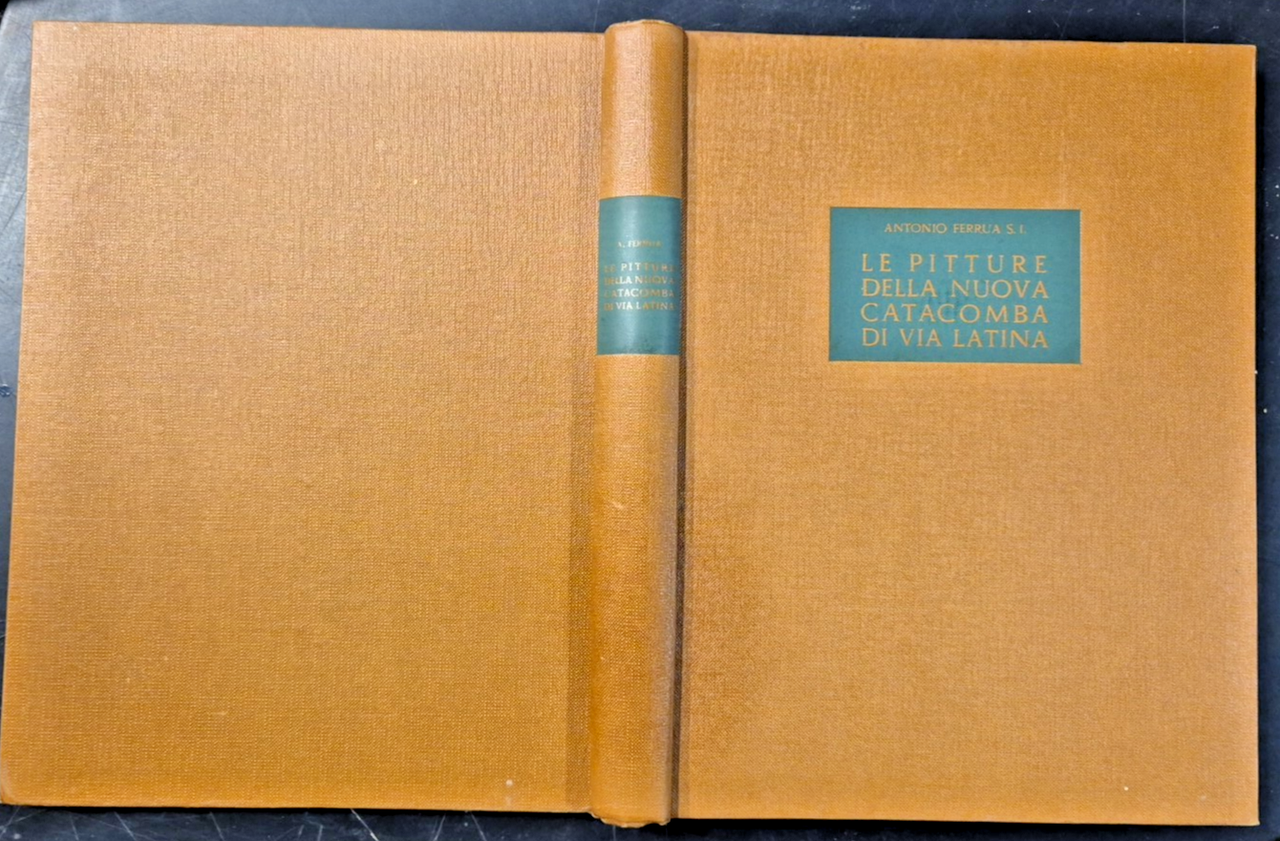 A. FERRUA
LE PITTURE
DELLA NUOVA
CATACOMBA
DI VIA LATINA
ANTONIO FERRUA S. I.
LE PITTURE
DELLA NUOVA
CATACOMBA
DI VIA LATINA